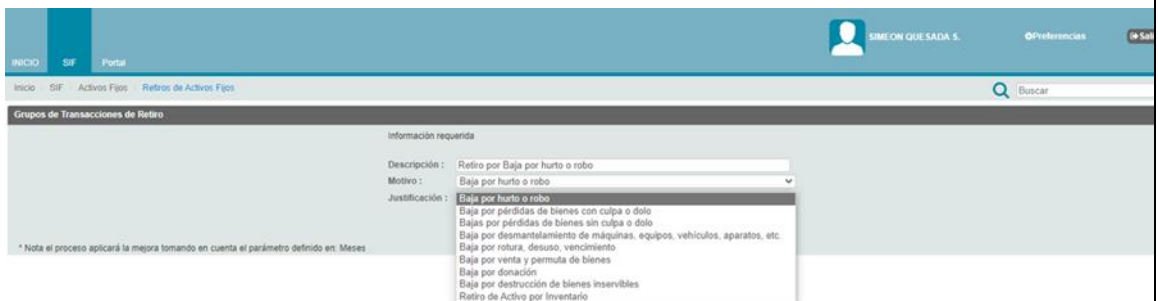 SIMEON QUESADA S.
Preferencias
INICIO SIF Portal
Inicio SIF Activos Fijos Retiros de Activos Fijos
Buscar
Grupos de Transacciones de Retiro
Información requerida
Descripción : Retiro por Baja por hurto o robo
Motivo : Baja por hurto o robo
Justificación : Baja por hurto o robo
Baja por pérdidas de bienes con culpa o dolo
Bajas por pérdidas de bienes sin culpa o dolo
Baja por desmantelamiento de máquinas, equipos, vehículos, aparatos, etc.
* Nota el proceso aplicará la mejora tomando en cuenta el parámetro definido en: Meses
Baja por rotura, desuso, vencimiento
Baja por venta y permuta de bienes
Baja por donación
Baja por destrucción de bienes inservibles
Retiro de Activo por Inventario